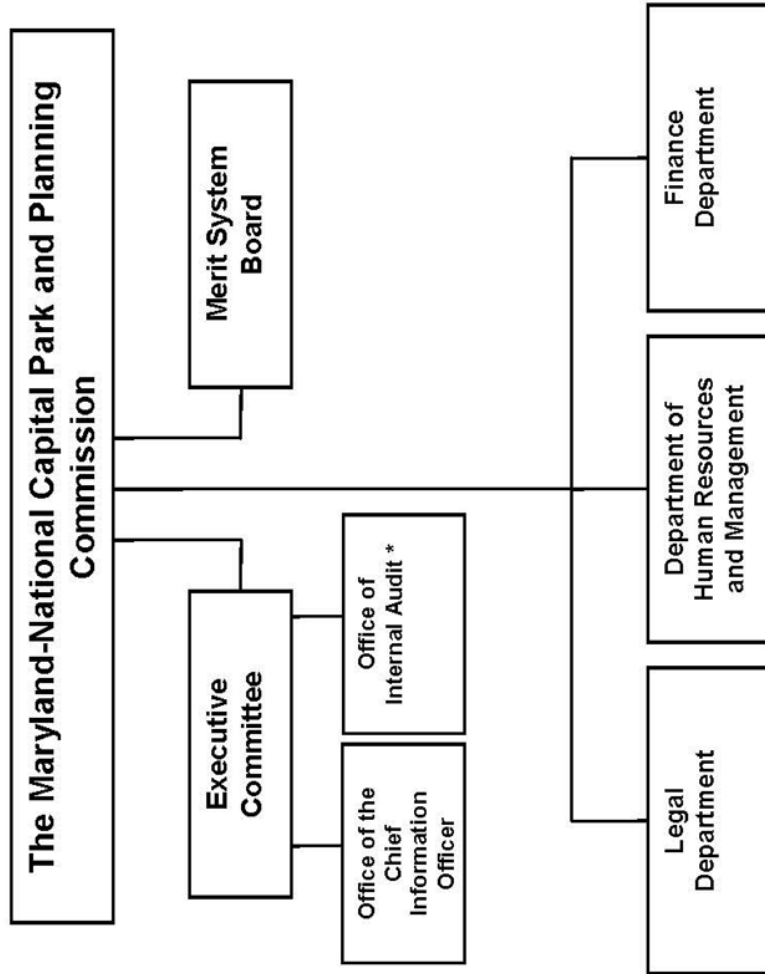 The Maryland-National Capital Park and Planning
Commission
Executive
Committee
Merit System
Board
Office of the
Chief
Information
Officer
Office of
Internal Audit *
Legal
Department
Department of
Human Resources
and Management
Finance
Department